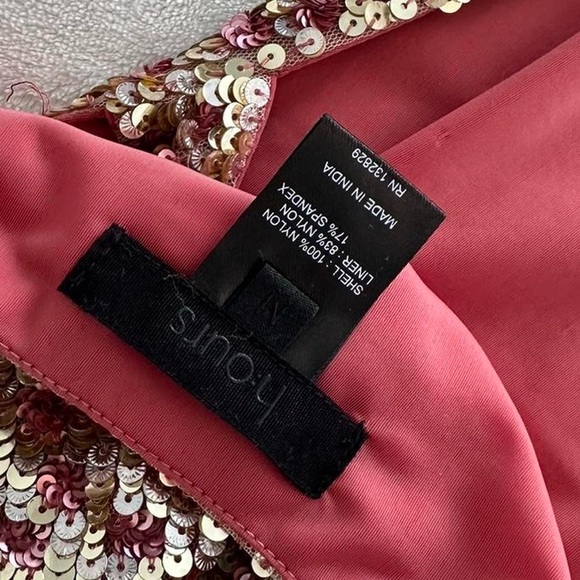 h:ours
SHELL : 100% NYLON
LINER : 83% NYLON
17% SPANDEX
MADE IN INDIA
RN 132829